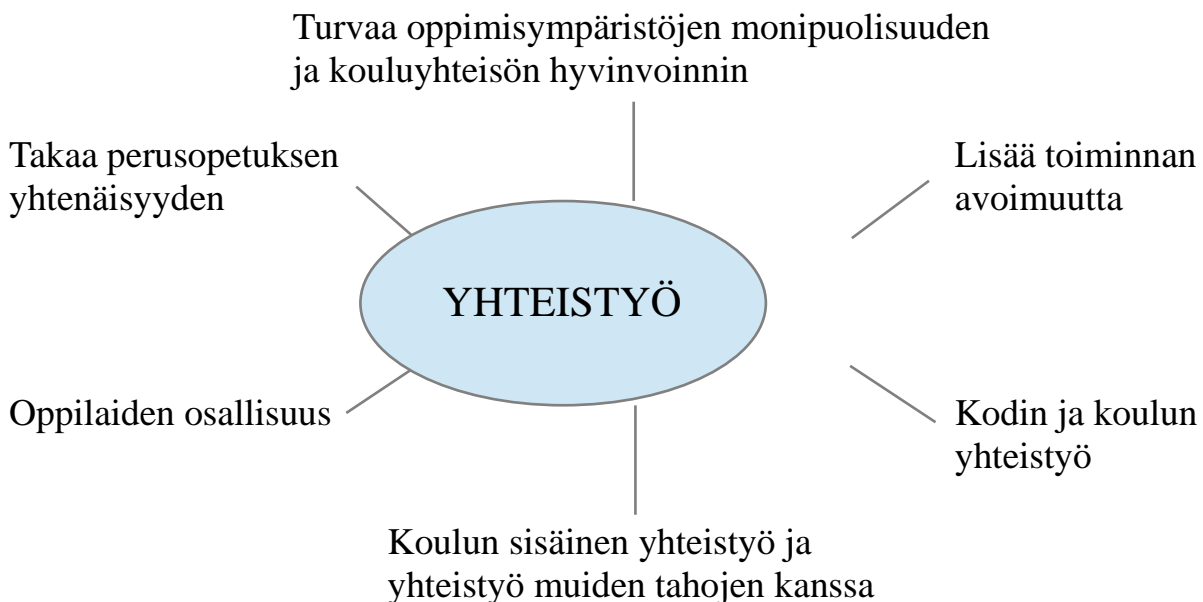 Turvaa oppimisympäristöjen monipuolisuuden
ja kouluyhteisön hyvinvoinnin
Takaa perusopetuksen
yhtenäisyyden
Lisää toiminnan
avoimuutta
YHTEISTYÖ
Oppilaiden osallisuus
Kodin ja koulun
yhteistyö
Koulun sisäinen yhteistyö ja
yhteistyö muiden tahojen kanssa